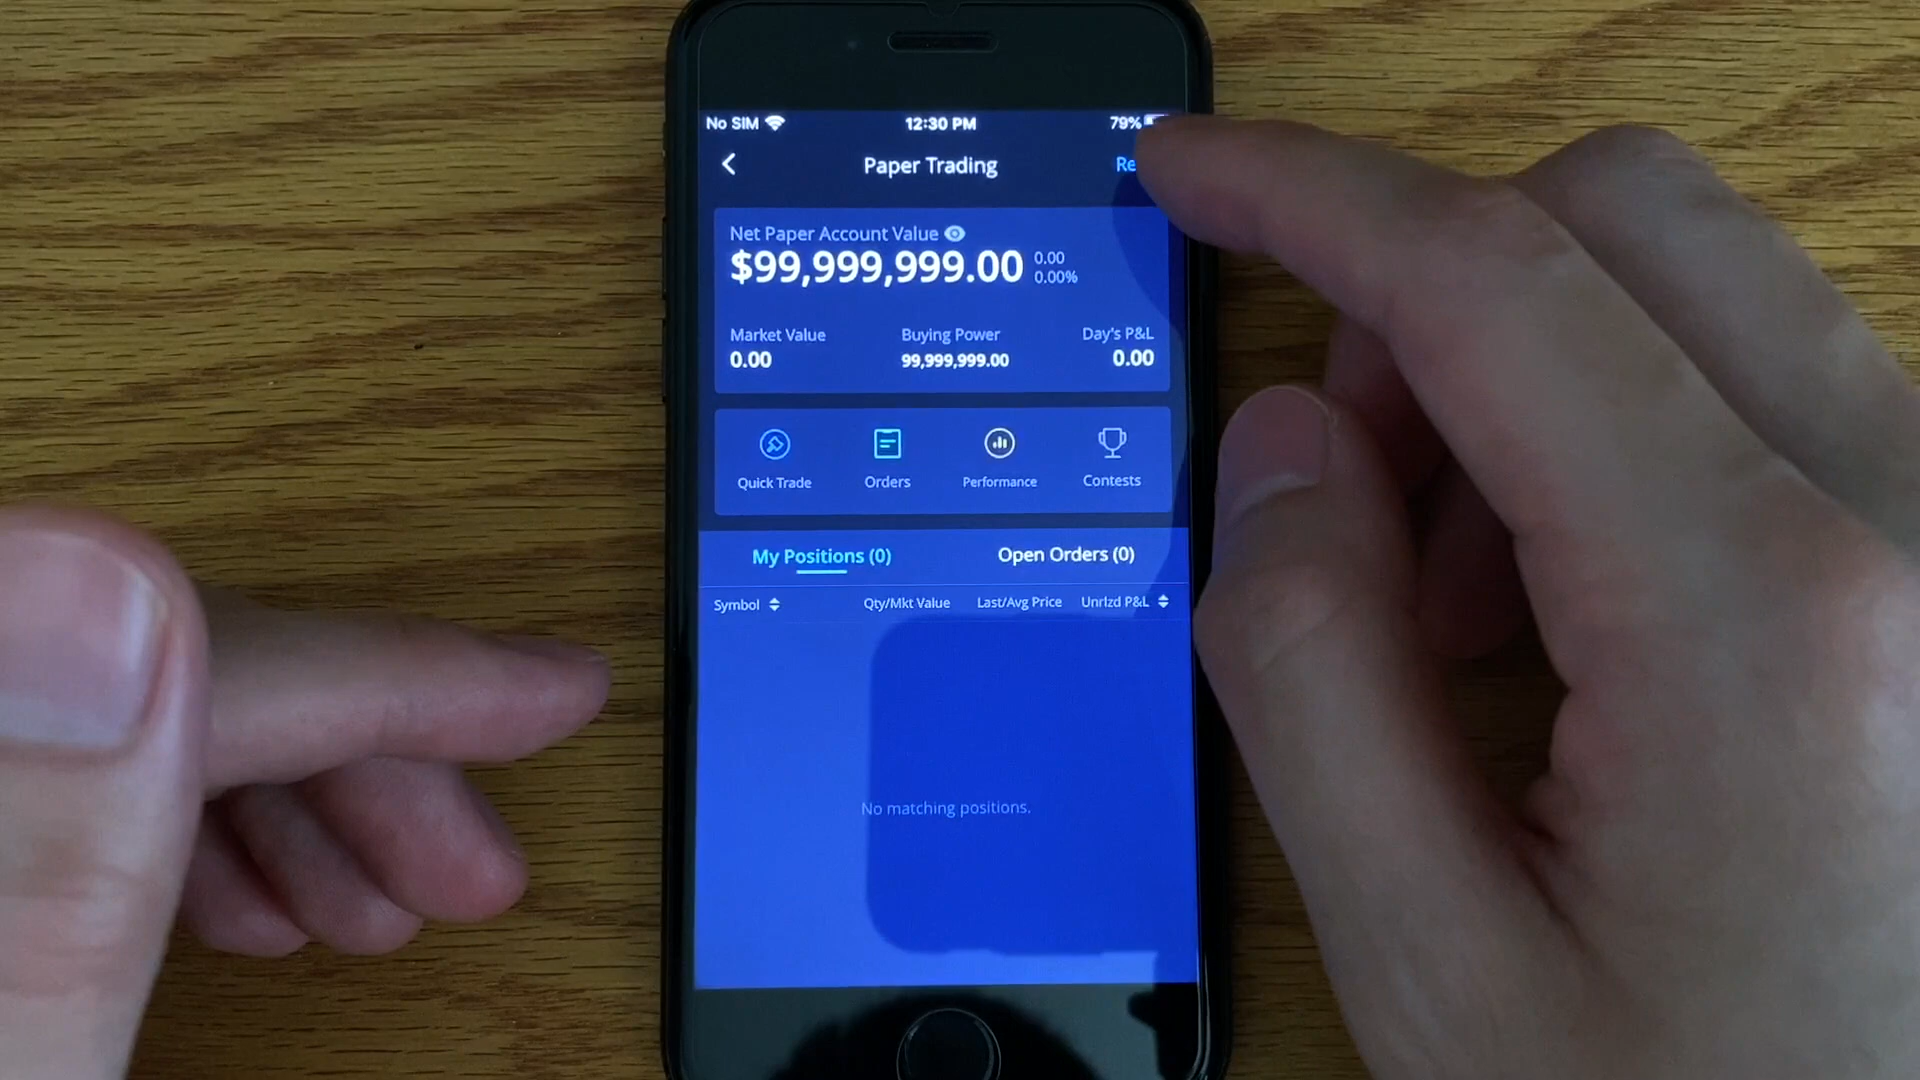 No SIM 12:30 PM 79%
Paper Trading
Net Paper Account Value
$99,999,999.00 0.00
0.00%
Market Value Buying Power Day's P&L
0.00 99,999,999.00 0.00
Quick Trade Orders Performance Contests
My Positions (0) Open Orders (0)
Symbol Qty/Mkt Value Last/Avg Price Unrlzd P&L
No matching positions.